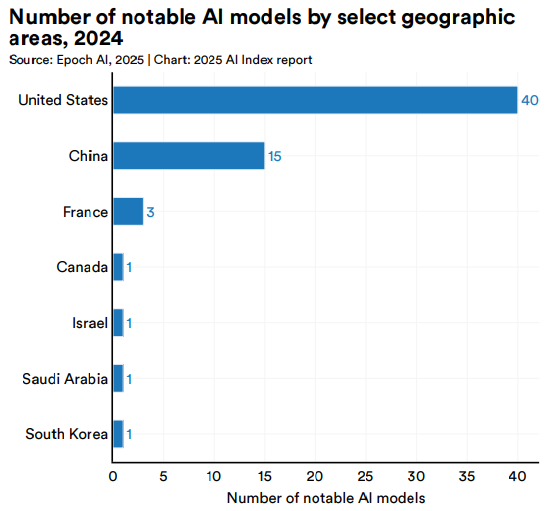 Number of notable AI models by select geographic
areas, 2024
Source: Epoch AI, 2025 | Chart: 2025 AI Index report
United States 40
China 15
France 3
Canada 1
Israel 1
Saudi Arabia 1
South Korea 1
0 5 10 15 20 25 30 35 40
Number of notable AI models